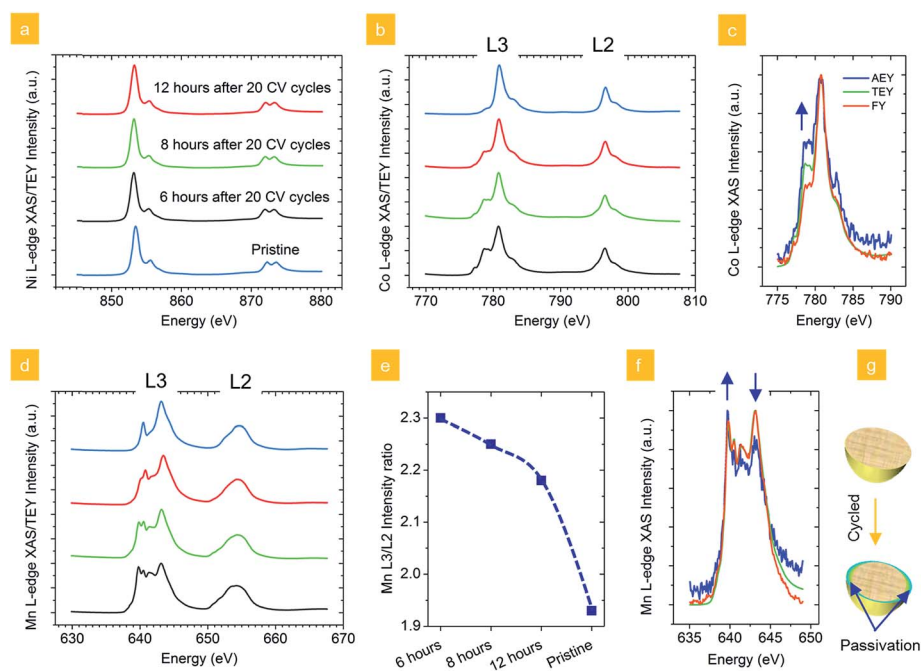 a
Ni L-edge XAS/TEY Intensity (a.u.)
12 hours after 20 CV cycles
8 hours after 20 CV cycles
6 hours after 20 CV cycles
Pristine
850 860 870 880
Energy (eV)
b
L3 L2
Co L-edge XAS/TEY Intensity (a.u.)
770 780 790 800 810
Energy (eV)
c
Co L-edge XAS Intensity (a.u.)
AEY
TEY
FY
775 780 785 790
Energy (eV)
d
L3 L2
Mn L-edge XAS/TEY Intensity (a.u.)
630 640 650 660 670
Energy (eV)
e
Mn L3/L2 Intensity ratio
2.3
2.2
2.1
2.0
1.9
6 hours 8 hours 12 hours Pristine
f
Mn L-edge XAS Intensity (a.u.)
635 640 645 650
Energy (eV)
g
Cycled
Passivation